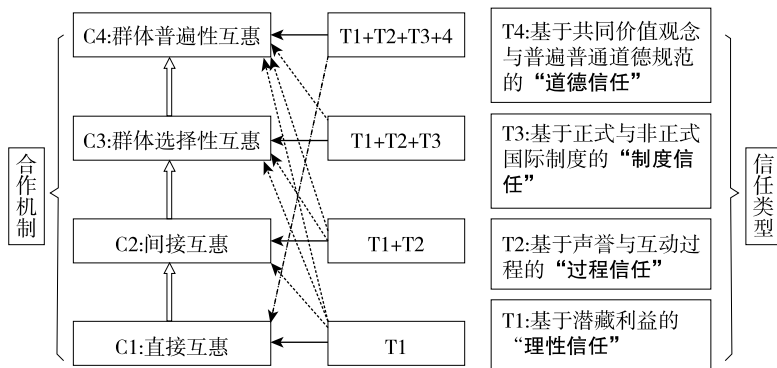 合作机制
C4:群体普遍性互惠
C3:群体选择性互惠
C2:间接互惠
C1:直接互惠
T1+T2+T3+4
T1+T2+T3
T1+T2
T1
T4:基于共同价值观念
与普遍普通道德规范
的“道德信任”
T3:基于正式与非正式
国际制度的“制度信
任”
T2:基于声誉与互动过
程的“过程信任”
T1:基于潜藏利益的
“理性信任”
信任类型